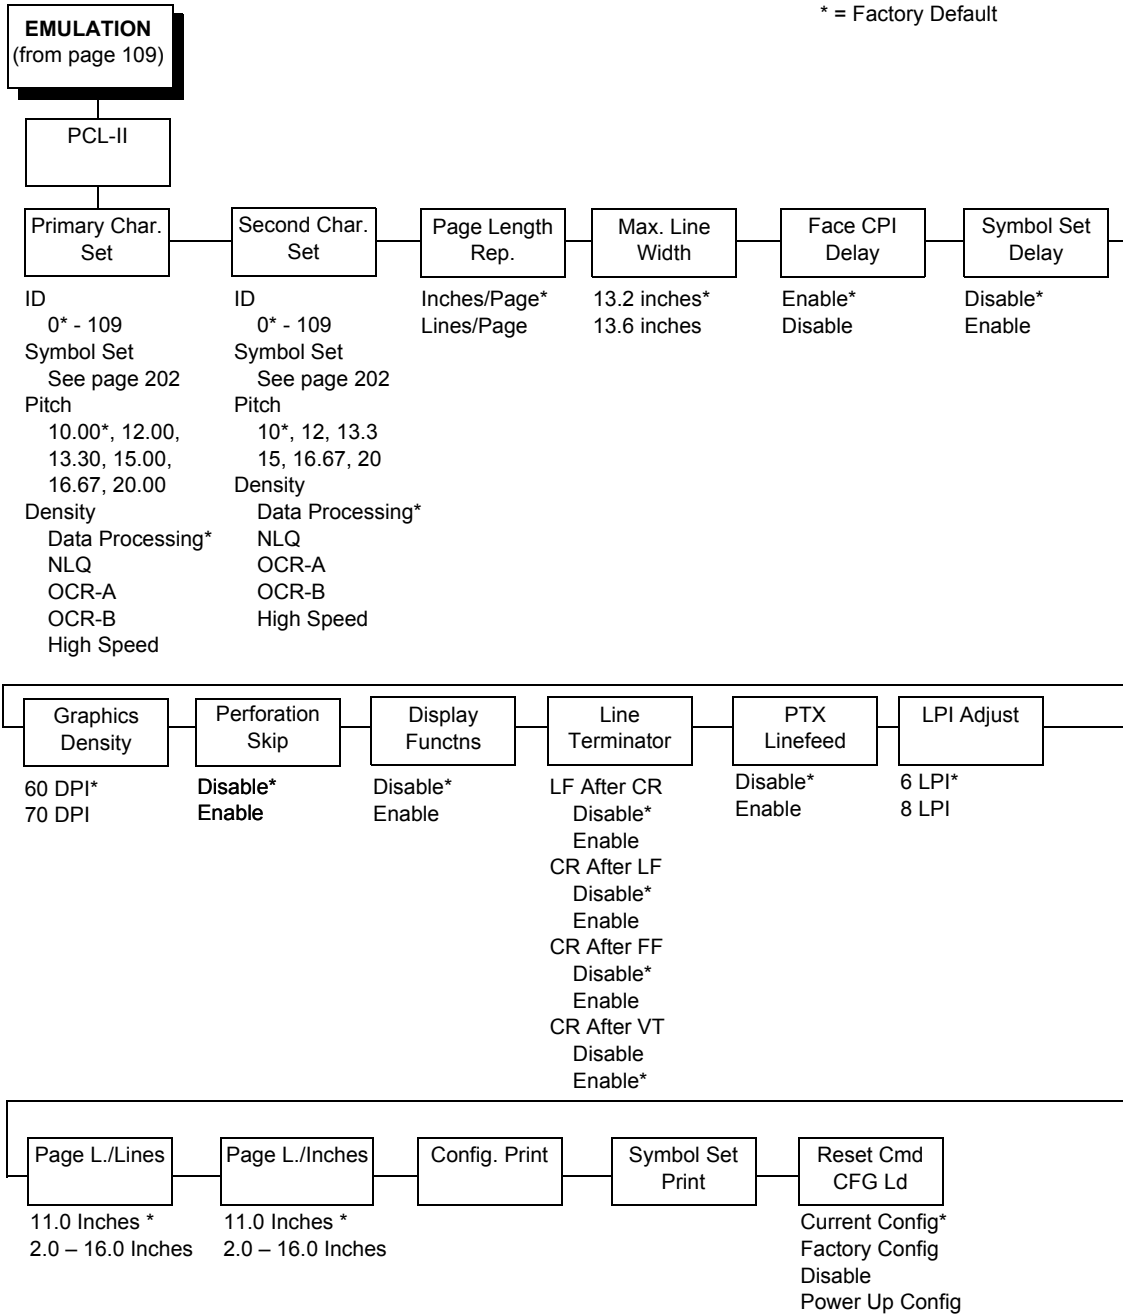 * = Factory Default
EMULATION
(from page 109)
PCL-II
Primary Char.
Set
ID
0* - 109
Symbol Set
See page 202
Pitch
10.00*, 12.00,
13.30, 15.00,
16.67, 20.00
Density
Data Processing*
NLQ
OCR-A
OCR-B
High Speed
Second Char.
Set
ID
0* - 109
Symbol Set
See page 202
Pitch
10*, 12, 13.3
15, 16.67, 20
Density
Data Processing*
NLQ
OCR-A
OCR-B
High Speed
Page Length
Rep.
Inches/Page*
Lines/Page
Max. Line
Width
13.2 inches*
13.6 inches
Face CPI
Delay
Enable*
Disable
Symbol Set
Delay
Disable*
Enable
Graphics
Density
60 DPI*
70 DPI
Perforation
Skip
Disable*
Enable
Display
Functns
Disable*
Enable
Line
Terminator
LF After CR
Disable*
Enable
CR After LF
Disable*
Enable
CR After FF
Disable*
Enable
CR After VT
Disable
Enable*
PTX
Linefeed
Disable*
Enable
LPI Adjust
6 LPI*
8 LPI
Page L./Lines
11.0 Inches *
2.0 – 16.0 Inches
Page L./Inches
11.0 Inches *
2.0 – 16.0 Inches
Config. Print
Symbol Set
Print
Reset Cmd
CFG Ld
Current Config*
Factory Config
Disable
Power Up Config